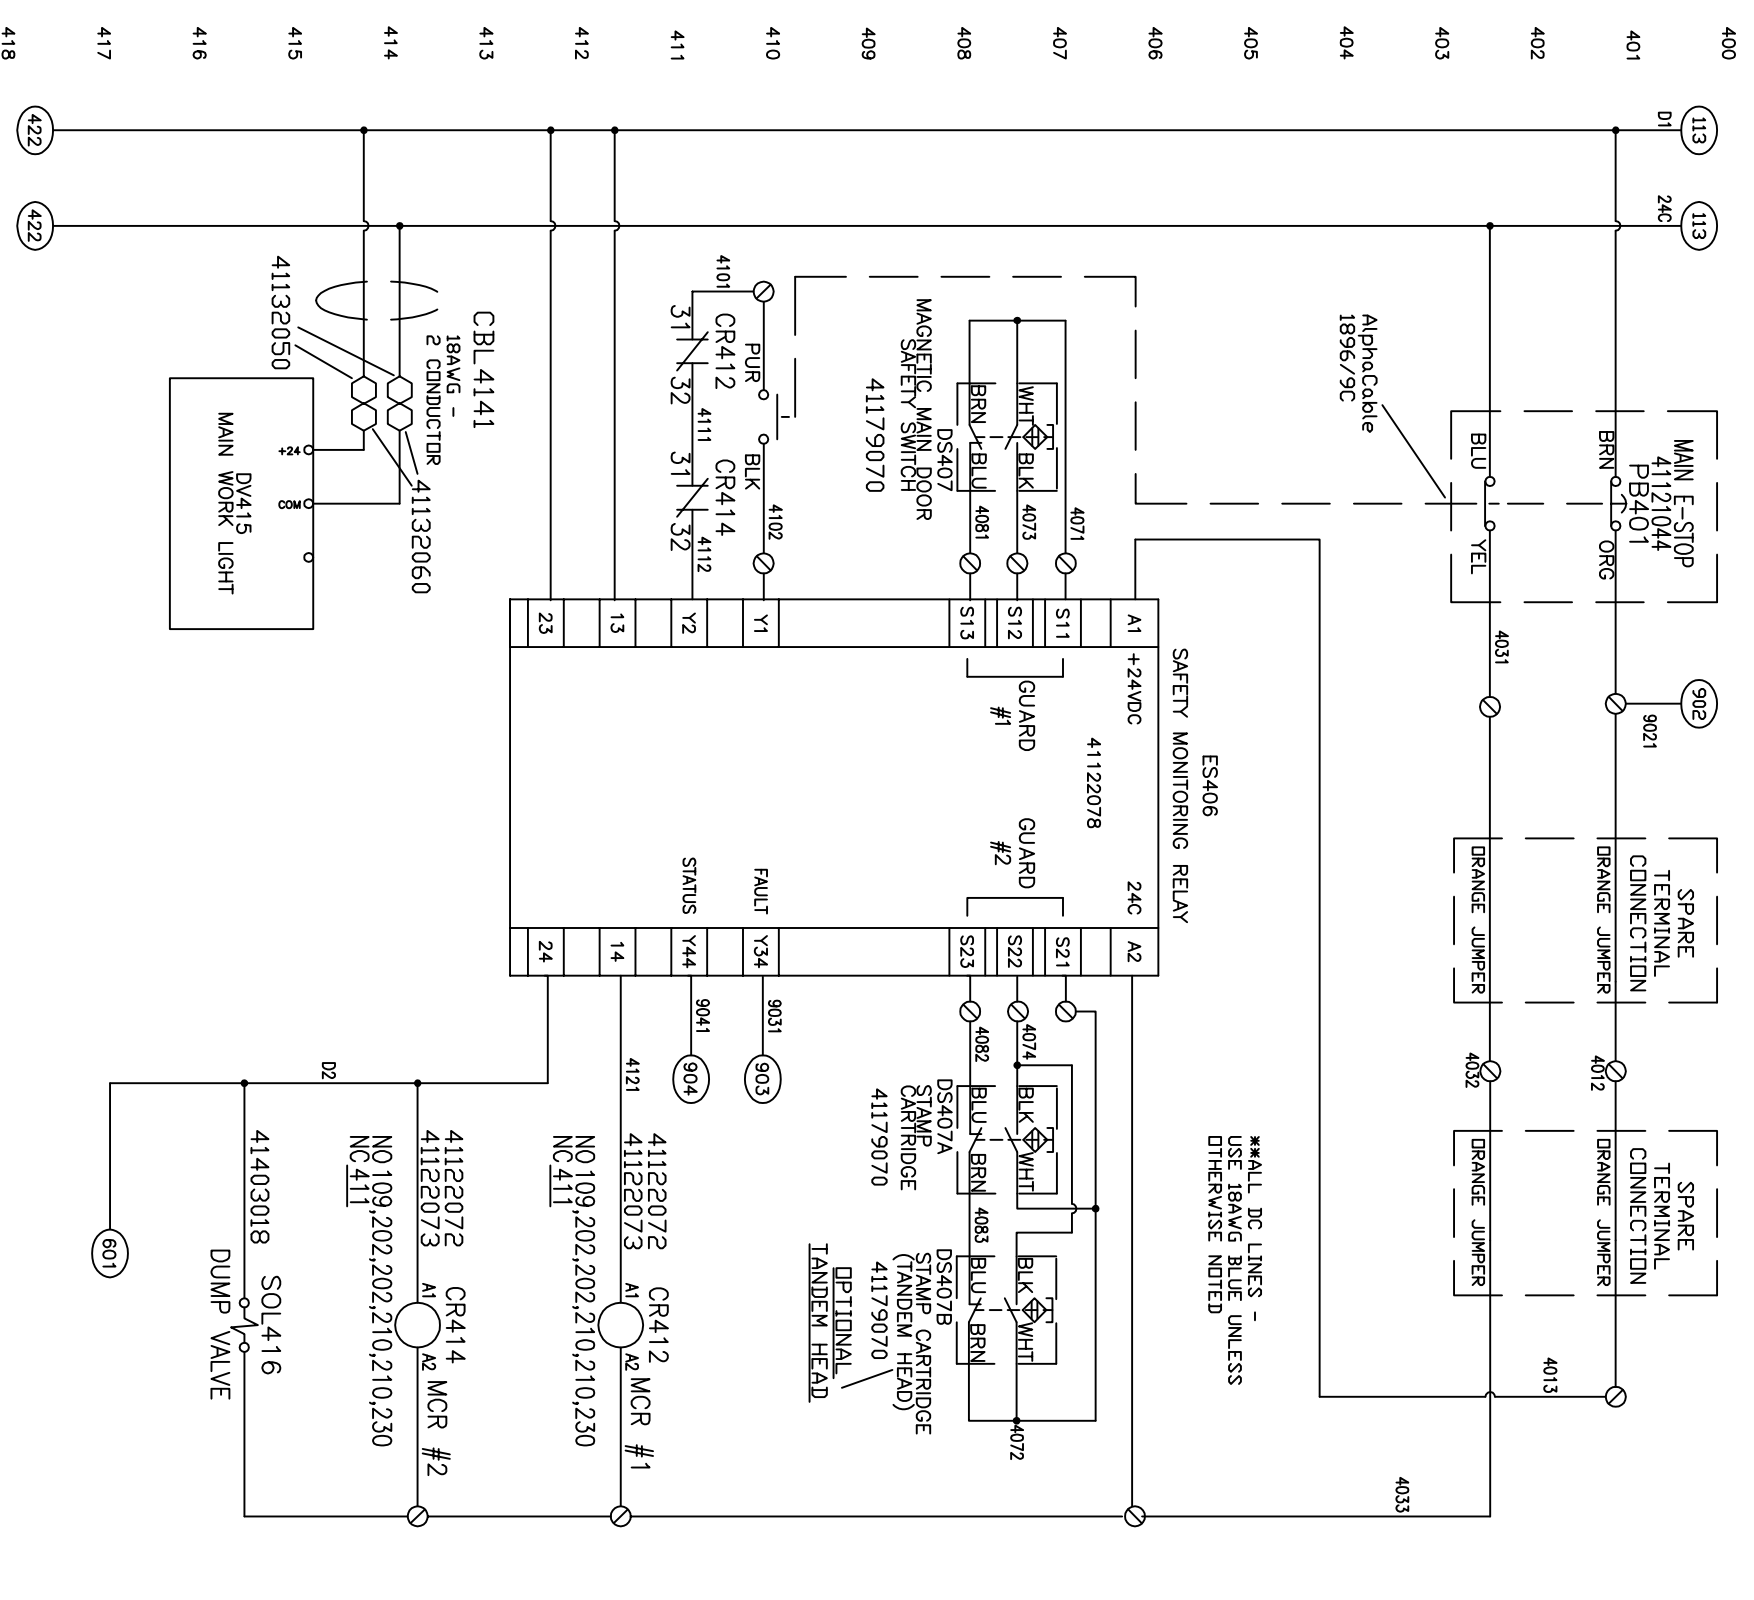 400
401
402
403
404
405
406
407
408
409
410
411
412
413
414
415
416
417
418
113
D1
113
24C
422
422
MAIN E-STOP
41121044
PB401
BRN
ORG
BLU
YEL
AlphaCable
1896/9C
902
9021
4031
SPARE
TERMINAL
CONNECTION
ORANGE JUMPER
ORANGE JUMPER
4012
4032
SPARE
TERMINAL
CONNECTION
ORANGE JUMPER
ORANGE JUMPER
4013
4033
**ALL DC LINES -
USE 18AWG BLUE UNLESS
OTHERWISE NOTED
ES406
SAFETY MONITORING RELAY
41122078
A1
+24VDC
24C
A2
S11
S12
S13
GUARD
#1
GUARD
#2
S21
S22
S23
Y1
Y2
13
23
FAULT
Y34
STATUS
Y44
14
24
4071
4073
4081
WHT
BLK
BRN
BLU
DS407
MAGNETIC MAIN DOOR
SAFETY SWITCH
41179070
4074
4082
BLK
WHT
BLU
BRN
DS407A
STAMP
CARTRIDGE
41179070
4083
BLK
WHT
BLU
BRN
DS407B
STAMP CARTRIDGE
(TANDEM HEAD)
41179070
4072
OPTIONAL
TANDEM HEAD
PUR
BLK
4102
4101
CR412
31
32
4111
CR414
31
32
4112
9031
903
9041
904
4121
41122072
41122073
NO 109,202,202,210,210,230
NC 411
CR412
A1
A2
MCR #1
D2
41122072
41122073
NO 109,202,202,210,210,230
NC 411
CR414
A1
A2
MCR #2
41403018
SOL416
DUMP VALVE
601
CBL4141
18AWG -
2 CONDUCTOR
41132050
41132060
+24
COM
DV415
MAIN WORK LIGHT